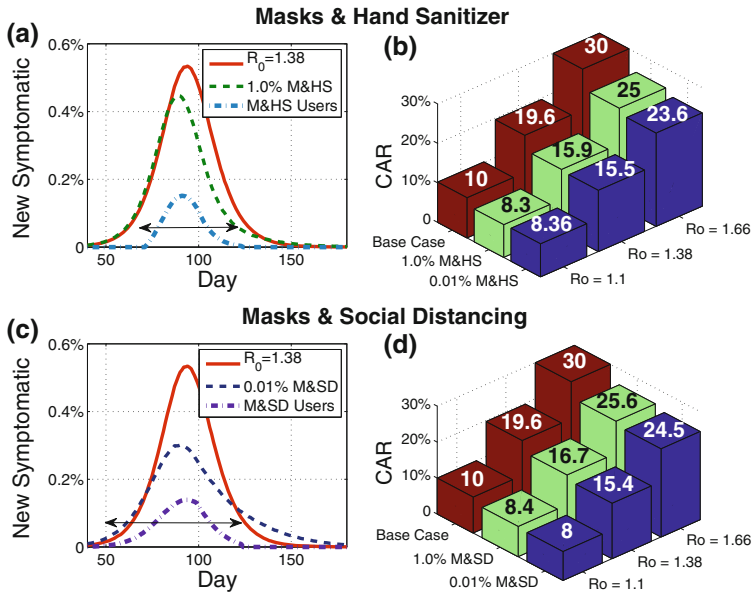 Masks & Hand Sanitizer
(a)
0.6%
0.4%
0.2%
0
New Symptomatic
50
100
150
Day
R0=1.38
1.0% M&HS
M&HS Users
(b)
30%
20%
10%
0
CAR
30
19.6
25
10
15.9
23.6
8.3
15.5
8.36
Base Case
1.0% M&HS
0.01% M&HS
Ro = 1.66
Ro = 1.38
Ro = 1.1
Masks & Social Distancing
(c)
0.6%
0.4%
0.2%
0
New Symptomatic
50
100
150
Day
R0=1.38
0.01% M&SD
M&SD Users
(d)
30%
20%
10%
0
CAR
30
19.6
25.6
10
16.7
24.5
8.4
15.4
8
Base Case
1.0% M&SD
0.01% M&SD
Ro = 1.66
Ro = 1.38
Ro = 1.1